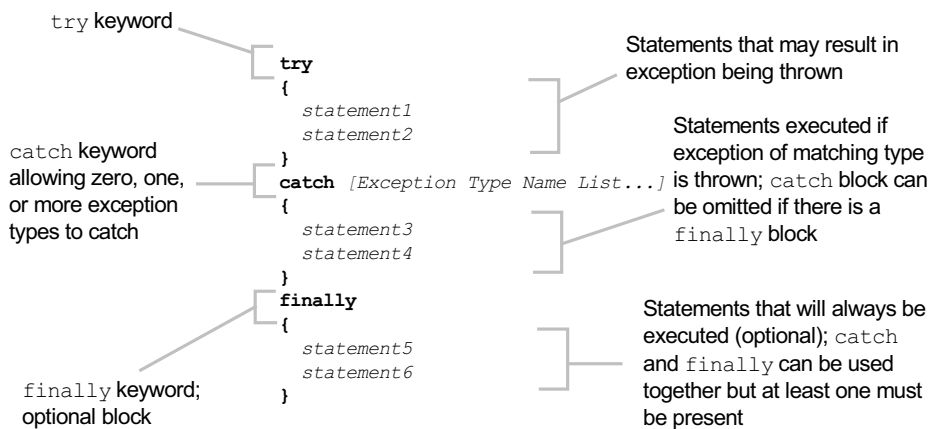 try keyword
try
{
statement1
statement2
}
Statements that may result in
exception being thrown
catch keyword
allowing zero, one,
or more exception
types to catch
catch [Exception Type Name List...]
{
statement3
statement4
}
Statements executed if
exception of matching type
is thrown; catch block can
be omitted if there is a
finally block
finally
{
statement5
statement6
}
finally keyword;
optional block
Statements that will always be
executed (optional); catch
and finally can be used
together but at least one must
be present